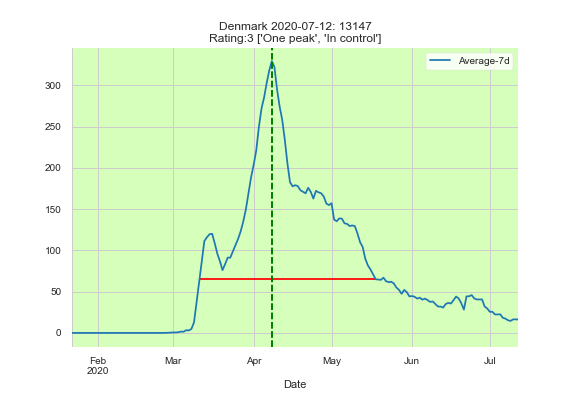 Denmark 2020-07-12: 13147
Rating:3 ['One peak', 'In control']
Average-7d
300
250
200
150
100
50
0
Feb
2020
Mar
Apr
May
Jun
Jul
Date